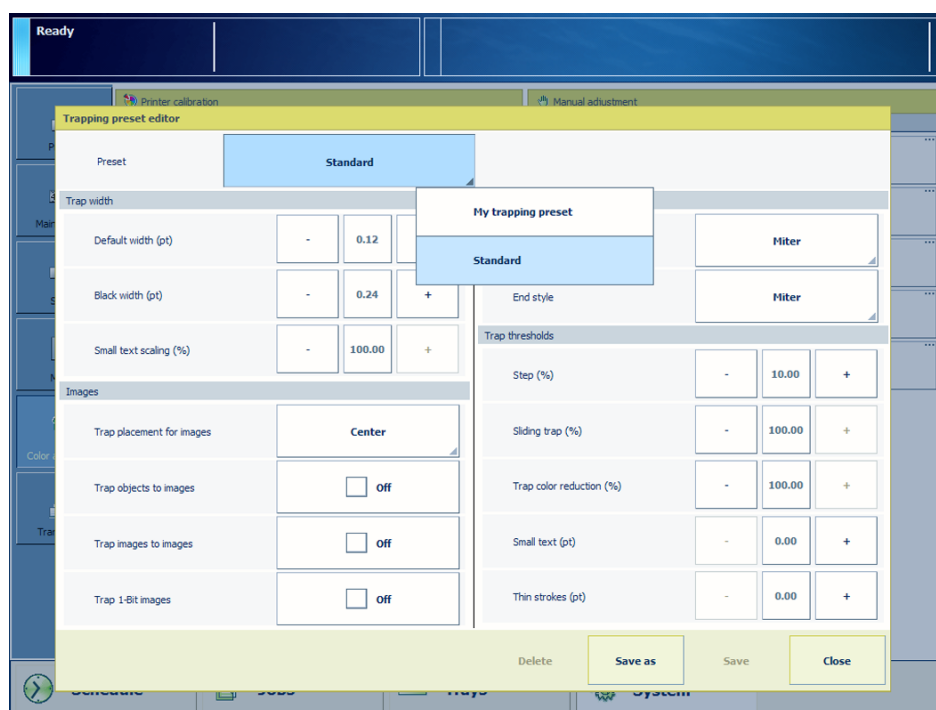 Ready
Printer calibration
Manual adjustment
Trapping preset editor
Preset
Standard
My trapping preset
Standard
Trap width
Default width (pt)
-
0.12
Miter
Black width (pt)
-
0.24
+
End style
Miter
Small text scaling (%)
-
100.00
+
Trap thresholds
Step (%)
-
10.00
+
Images
Trap placement for images
Center
Sliding trap (%)
-
100.00
+
Trap objects to images
Off
Trap color reduction (%)
-
100.00
+
Trap images to images
Off
Small text (pt)
-
0.00
+
Trap 1-Bit images
Off
Thin strokes (pt)
-
0.00
+
Delete
Save as
Save
Close
Schedule
Jobs
Trays
System